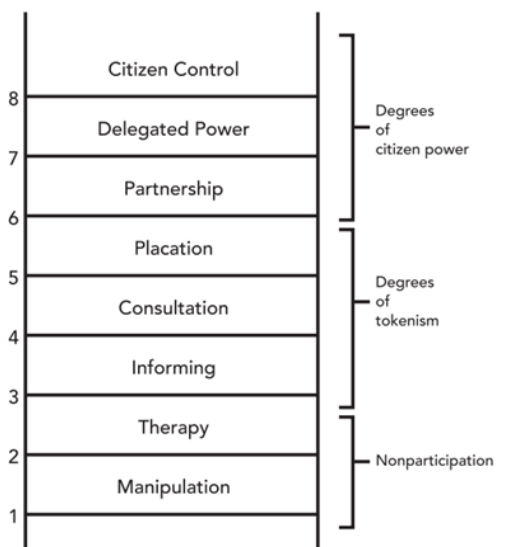 Citizen Control
8
Delegated Power
7
Partnership
6
Placation
5
Consultation
4
Informing
3
Therapy
2
Manipulation
1
Degrees
of
citizen power
Degrees
of
tokenism
Nonparticipation